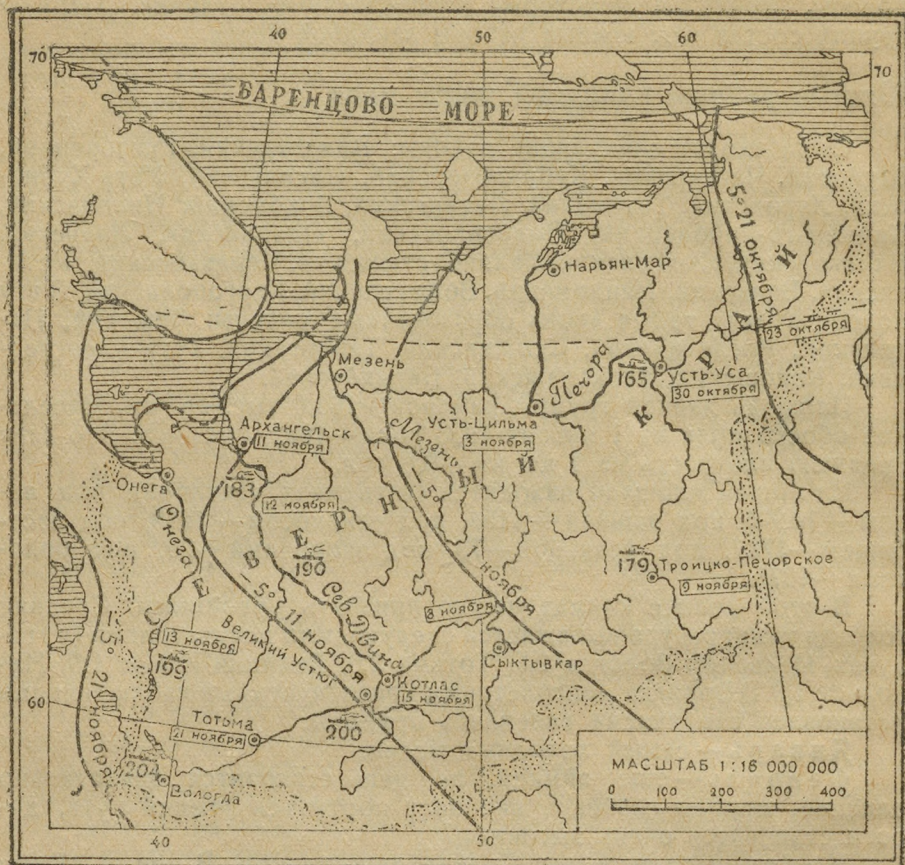 40 50 60
70 70
БАРЕНЦОВО МОРЕ
—5° 21 октября
Нарьян-Мар
23 октября
Мезень
Печора
165
Усть-Уса
30 октября
Усть-Цильма
3 ноября
Мезень
Архангельск
11 ноября
183
Онега
Онега
12 ноября
СЕВЕРНЫЙ КРАЙ
—5° 1 ноября
190
179
Троицко-Печорское
9 ноября
Сев. Двина
—5° 11 ноября
Великий Устюг
8 ноября
Сыктывкар
13 ноября
199
Котлас
15 ноября
—5° 21 ноября
60
Тотьма
21 ноября
200
204
Вологда
МАСШТАБ 1:16 000 000
0 100 200 300 400
40 50